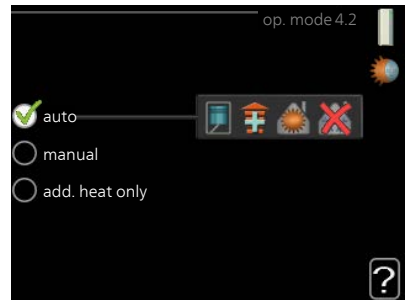 op. mode 4.2
auto
manual
add. heat only
?